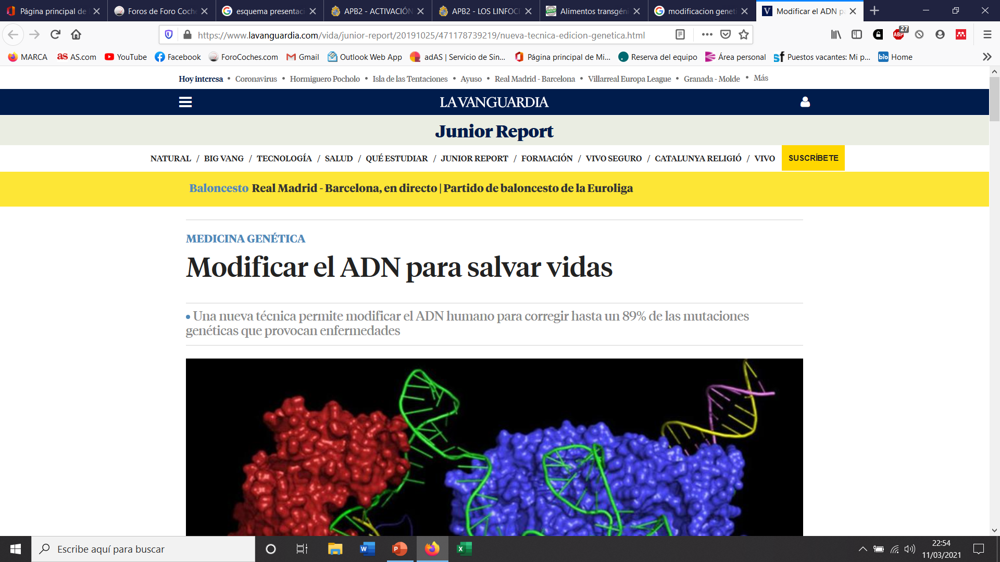 Página principal de
Foros de Foro Coche
esquema presentaci
APB2 - ACTIVACIÓN
APB2 - LOS LINFOCI
Alimentos transgéni
modificacion geneti
Modificar el ADN pa
https://www.lavanguardia.com/vida/junior-report/20191025/471178739219/nueva-tecnica-edicion-genetica.html
ABP 27
MARCA
as AS.com
YouTube
Facebook
ForoCoches.com
Gmail
Outlook Web App
adAS | Servicio de Sin...
Página principal de Mi...
Reserva del equipo
Área personal
sf Puestos vacantes: Mi p...
bio Home
Hoy interesa • Coronavirus • Hormiguero Pocholo • Isla de las Tentaciones • Ayuso • Real Madrid - Barcelona • Villarreal Europa League • Granada - Molde • Más
LA VANGUARDIA
Junior Report
NATURAL / BIG VANG / TECNOLOGÍA / SALUD / QUÉ ESTUDIAR / JUNIOR REPORT / FORMACIÓN / VIVO SEGURO / CATALUNYA RELIGIÓ / VIVO SUSCRÍBETE
Baloncesto Real Madrid - Barcelona, en directo | Partido de baloncesto de la Euroliga
MEDICINA GENÉTICA
Modificar el ADN para salvar vidas
• Una nueva técnica permite modificar el ADN humano para corregir hasta un 89% de las mutaciones
genéticas que provocan enfermedades
Escribe aquí para buscar
22:54
11/03/2021